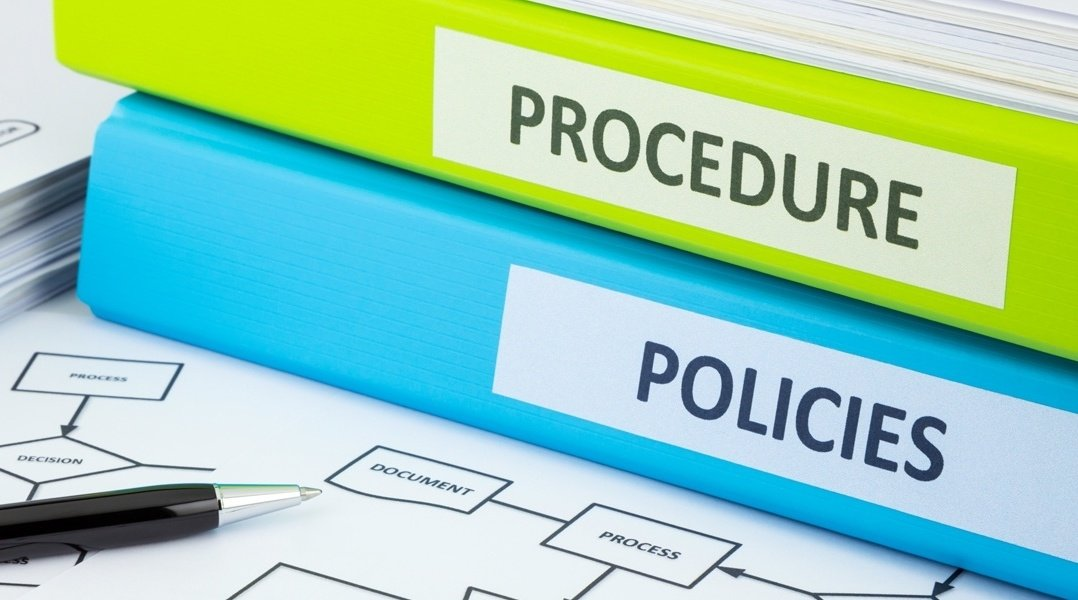 PROCEDURE
POLICIES
PROCESS
DECISION
DOCUMENT
PROCESS